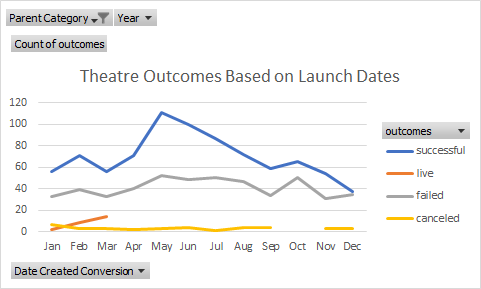 Parent Category Year
Count of outcomes
Theatre Outcomes Based on Launch Dates
120
100
80
60
40
20
0
Jan Feb Mar Apr May Jun Jul Aug Sep Oct Nov Dec
outcomes
successful
live
failed
canceled
Date Created Conversion